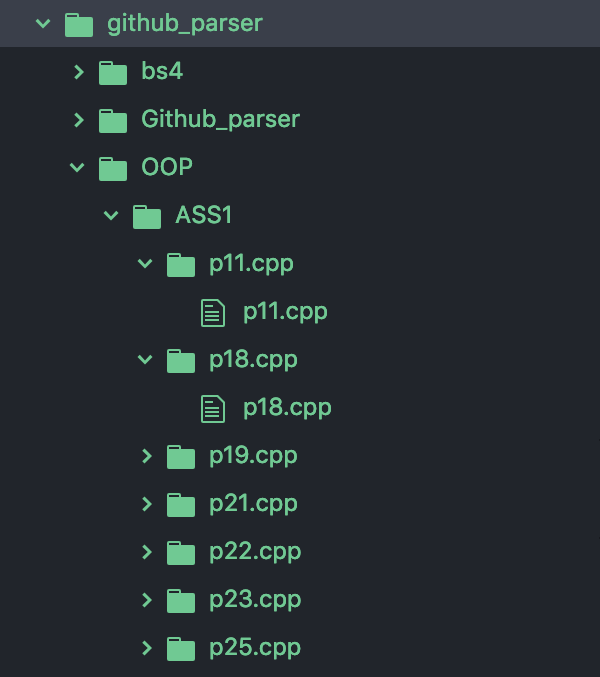 github_parser
bs4
Github_parser
OOP
ASS1
p11.cpp
p11.cpp
p18.cpp
p18.cpp
p19.cpp
p21.cpp
p22.cpp
p23.cpp
p25.cpp